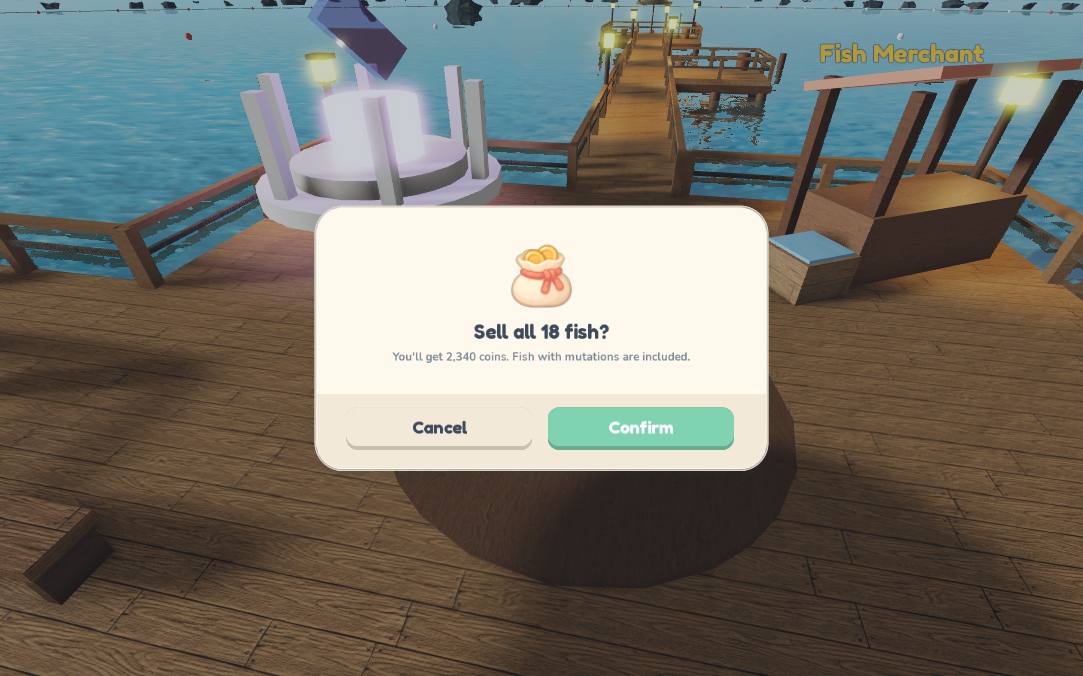 Fish Merchant
Sell all 18 fish?
You'll get 2,340 coins. Fish with mutations are included.
Cancel
Confirm